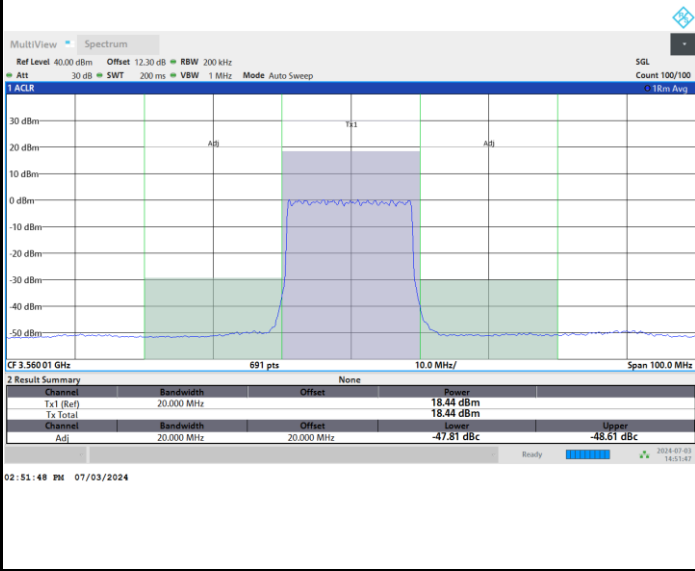 MultiView Spectrum
Ref Level 40.00 dBm Offset 12.30 dB RBW 200 kHz SGL
Att 30 dB SWT 200 ms VBW 1 MHz Mode Auto Sweep Count 100/100
1 ACLR 1Rm Avg
30 dBm
Tx1
20 dBm
Adj Adj
10 dBm
0 dBm
-10 dBm
-20 dBm
-30 dBm
-40 dBm
-50 dBm
CF 3.56001 GHz 691 pts 10.0 MHz/ Span 100.0 MHz
2 Result Summary None
Channel Bandwidth Offset Power
Tx1 (Ref) 20.000 MHz 18.44 dBm
Tx Total 18.44 dBm
Channel Bandwidth Offset Lower Upper
Adj 20.000 MHz 20.000 MHz -47.81 dBc -48.61 dBc
Ready 2024-07-03
14:51:47
02:51:48 PM 07/03/2024